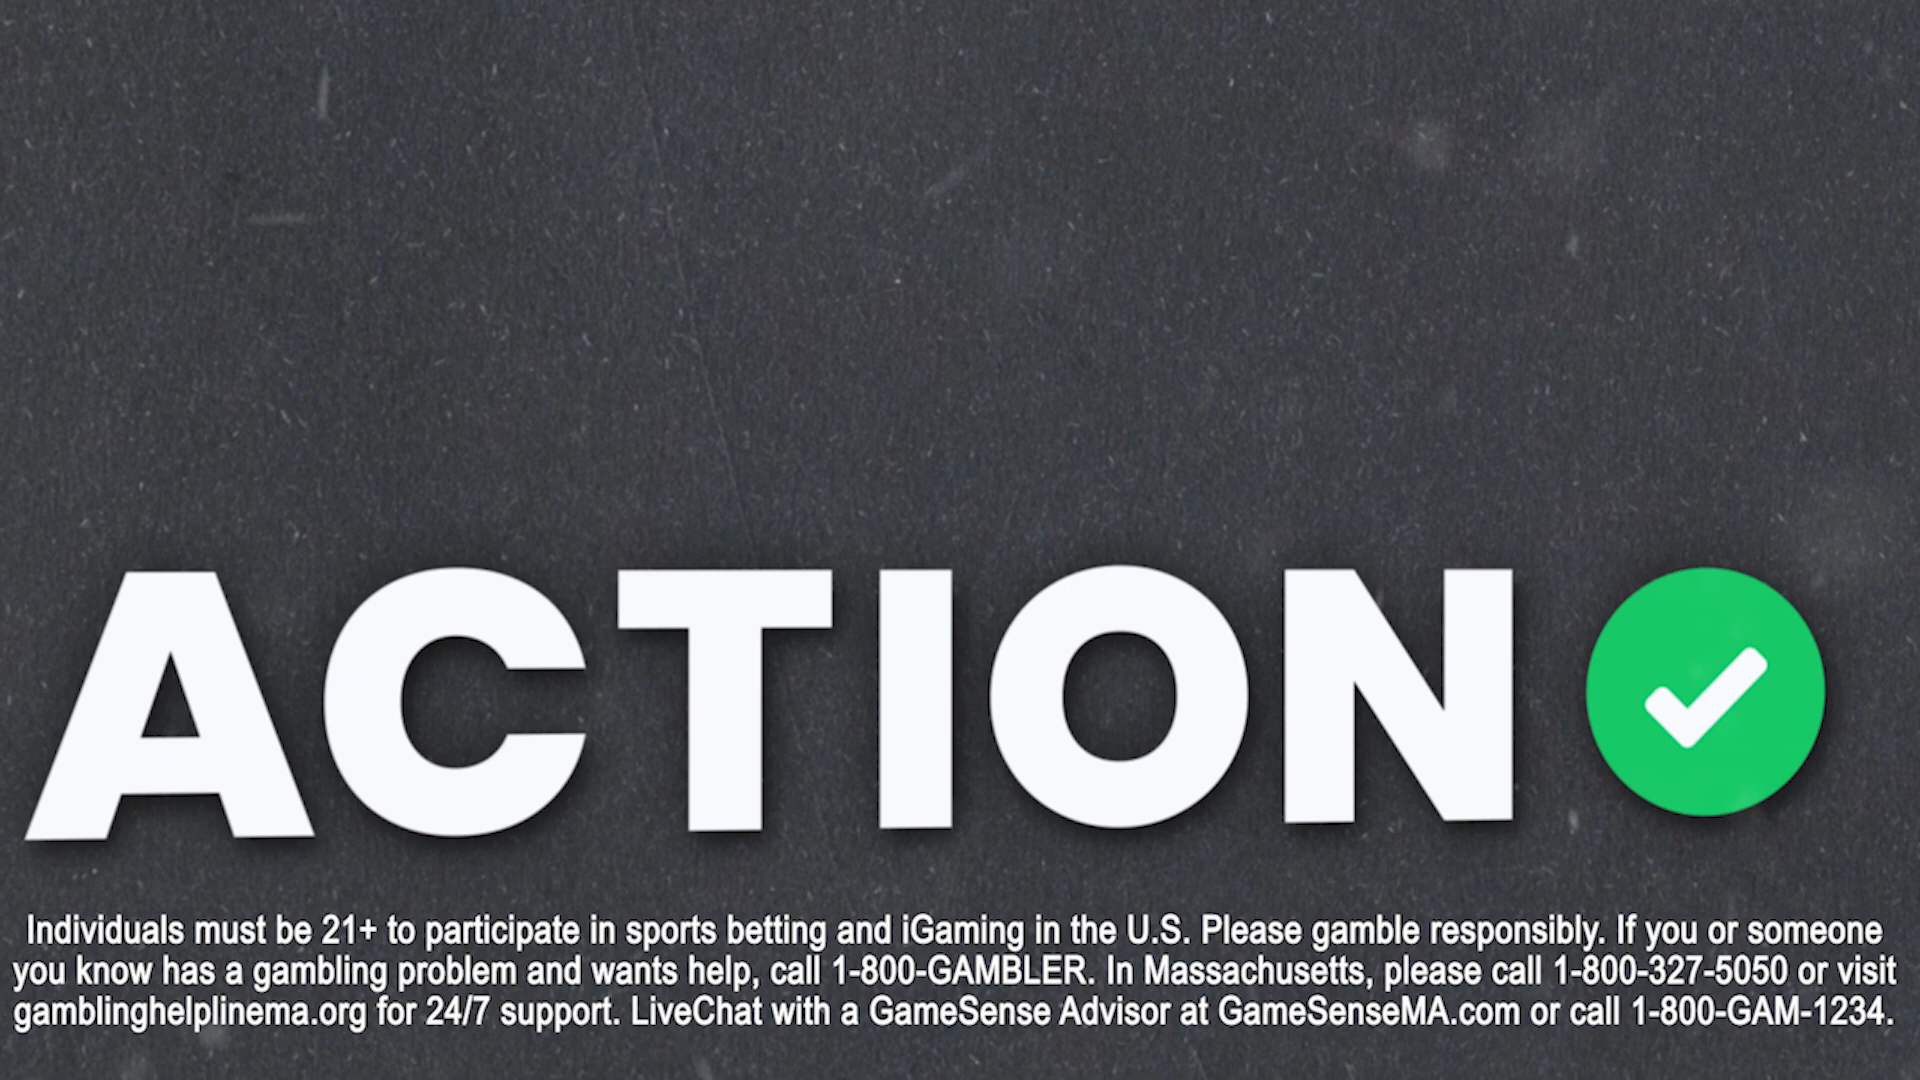 ACTION
Individuals must be 21+ to participate in sports betting and iGaming in the U.S. Please gamble responsibly. If you or someone
you know has a gambling problem and wants help, call 1-800-GAMBLER. In Massachusetts, please call 1-800-327-5050 or visit
gamblinghelplinema.org for 24/7 support. LiveChat with a GameSense Advisor at GameSenseMA.com or call 1-800-GAM-1234.